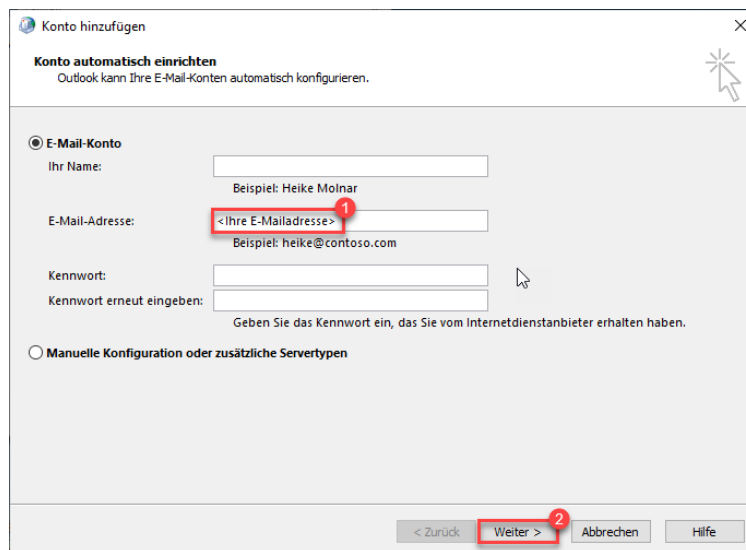 Konto hinzufügen
Konto automatisch einrichten
Outlook kann Ihre E-Mail-Konten automatisch konfigurieren.
E-Mail-Konto
Ihr Name:
Beispiel: Heike Molnar
1
E-Mail-Adresse: <Ihre E-Mailadresse>
Beispiel: heike@contoso.com
Kennwort:
Kennwort erneut eingeben:
Geben Sie das Kennwort ein, das Sie vom Internetdienstanbieter erhalten haben.
Manuelle Konfiguration oder zusätzliche Servertypen
2
< Zurück Weiter > Abbrechen Hilfe